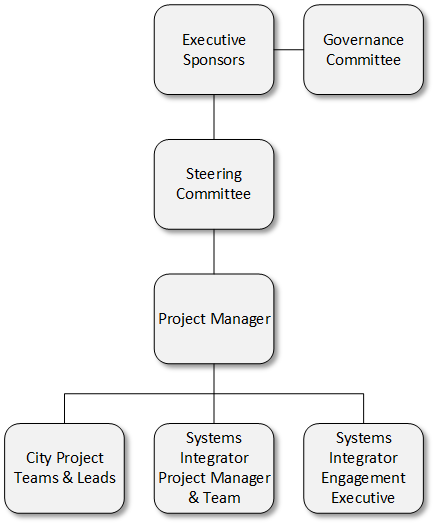 Executive
Sponsors
Governance
Committee
Steering
Committee
Project Manager
City Project
Teams & Leads
Systems
Integrator
Project Manager
& Team
Systems
Integrator
Engagement
Executive